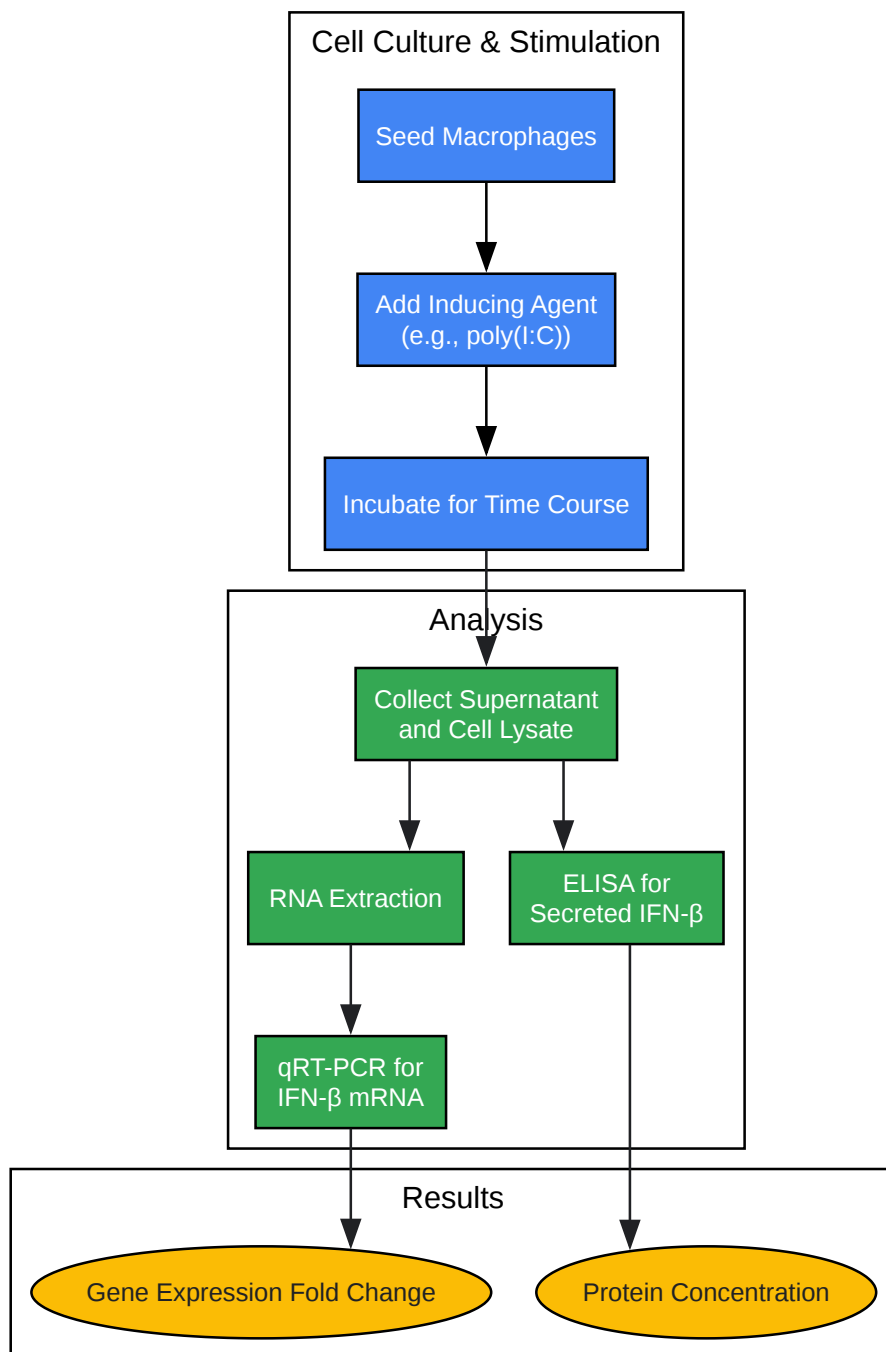 Cell Culture & Stimulation
Seed Macrophages
Add Inducing Agent
(e.g., poly(I:C))
Incubate for Time Course
Analysis
Collect Supernatant
and Cell Lysate
RNA Extraction
ELISA for
Secreted IFN-β
qRT-PCR for
IFN-β mRNA
Results
Gene Expression Fold Change
Protein Concentration